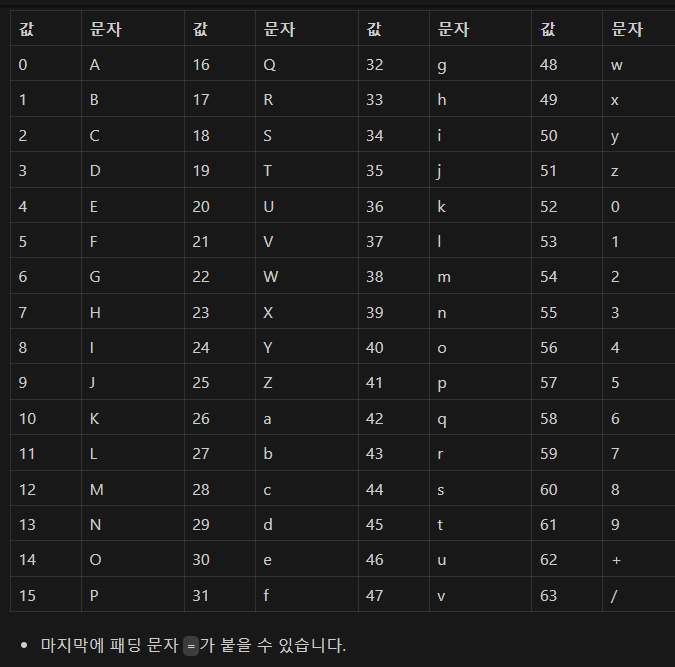 값 문자 값 문자 값 문자 값 문자
0 A 16 Q 32 g 48 w
1 B 17 R 33 h 49 x
2 C 18 S 34 i 50 y
3 D 19 T 35 j 51 z
4 E 20 U 36 k 52 0
5 F 21 V 37 l 53 1
6 G 22 W 38 m 54 2
7 H 23 X 39 n 55 3
8 I 24 Y 40 o 56 4
9 J 25 Z 41 p 57 5
10 K 26 a 42 q 58 6
11 L 27 b 43 r 59 7
12 M 28 c 44 s 60 8
13 N 29 d 45 t 61 9
14 O 30 e 46 u 62 +
15 P 31 f 47 v 63 /
• 마지막에 패딩 문자 = 가 붙을 수 있습니다.